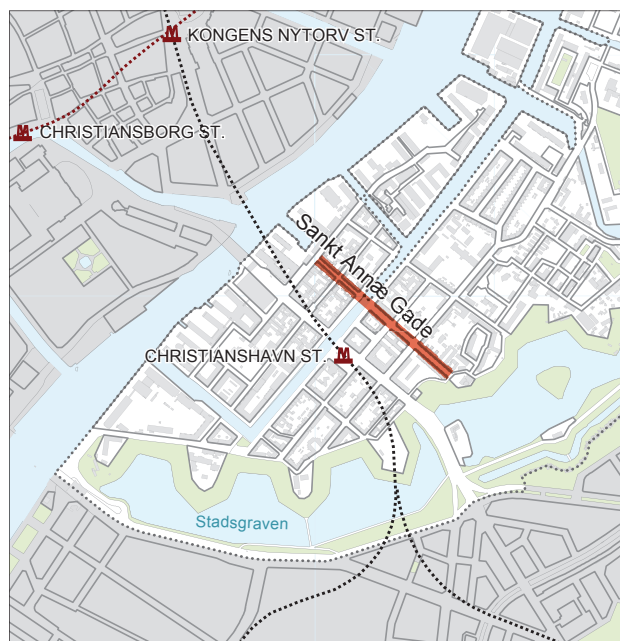 KONGENS NYTORV ST.
CHRISTIANSBORG ST.
Sankt Annæ Gade
CHRISTIANSHAVN ST.
Stadsgraven